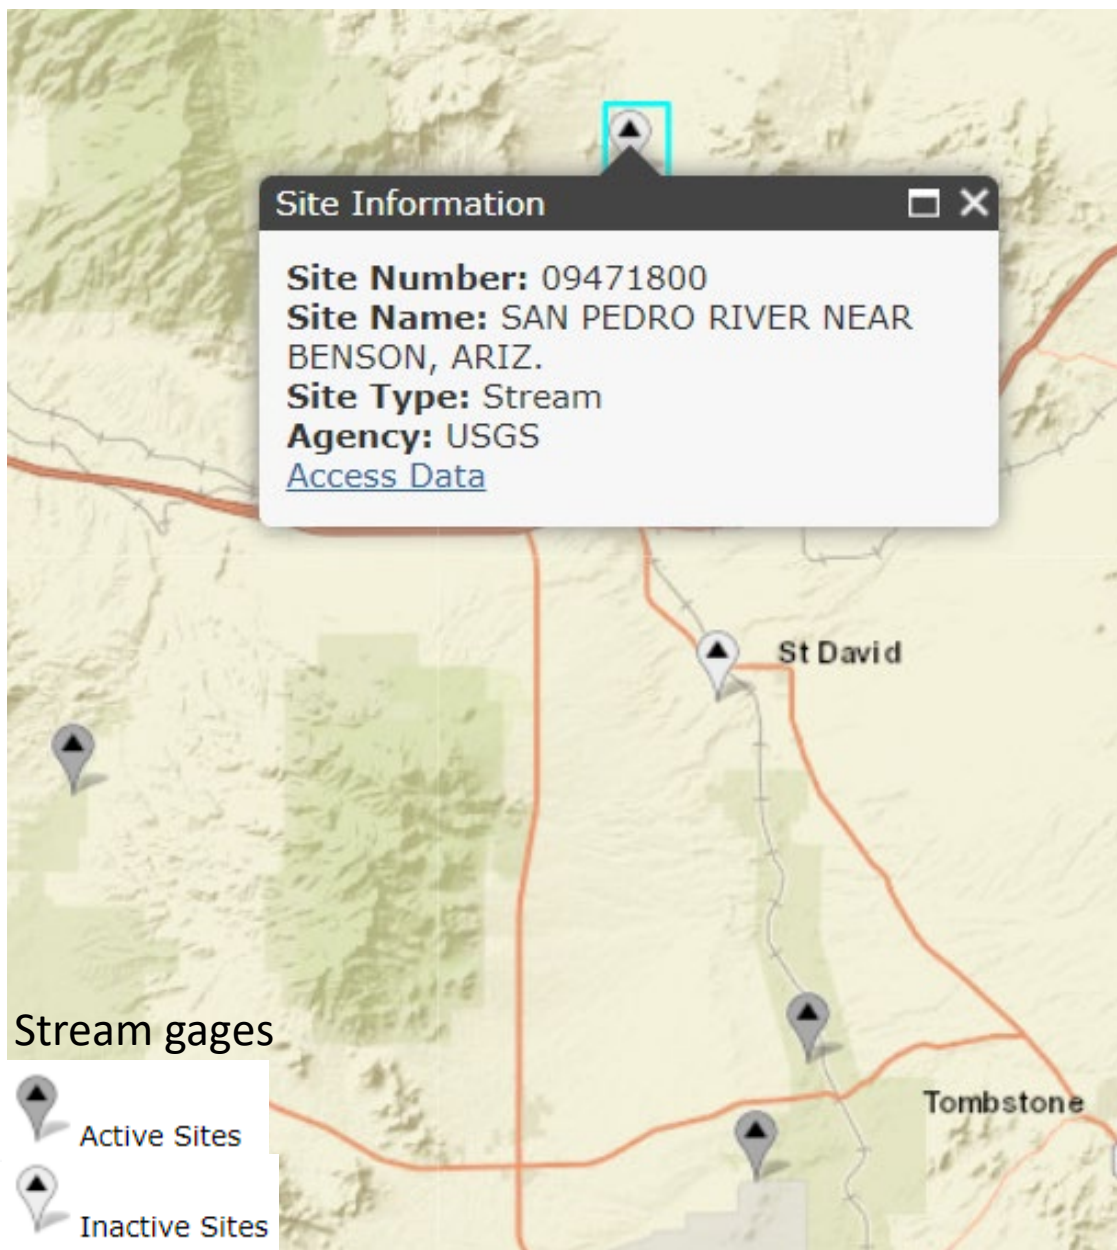 Site Information
Site Number: 09471800
Site Name: SAN PEDRO RIVER NEAR
BENSON, ARIZ.
Site Type: Stream
Agency: USGS
Access Data
St David
Tombstone
Stream gages
Active Sites
Inactive Sites